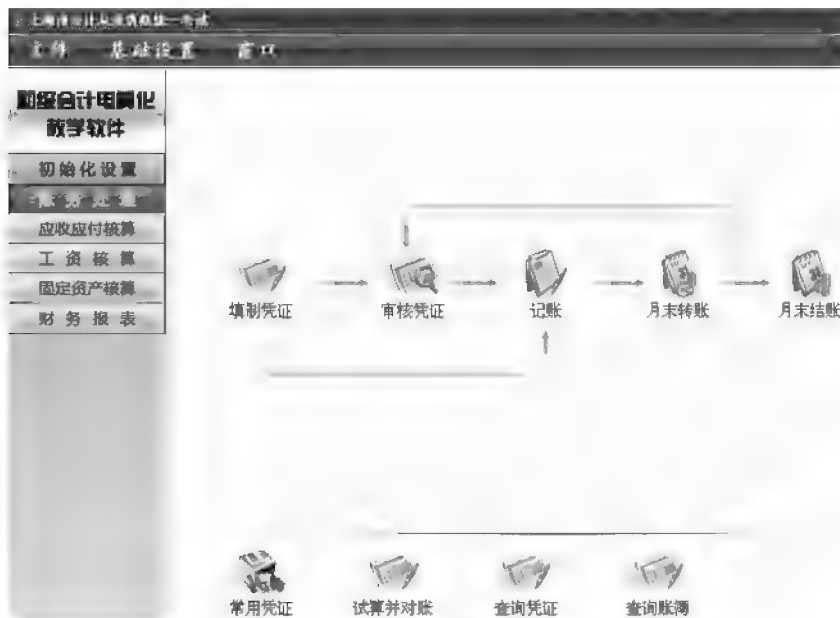 文件 基础设置 窗口
初级会计电算化
教学软件
初始化设置
账务处理
应收应付核算
工资核算
固定资产核算
财务报表
填制凭证 审核凭证 记账 月末转账 月末结账
常用凭证 试算并对账 查询凭证 查询账簿